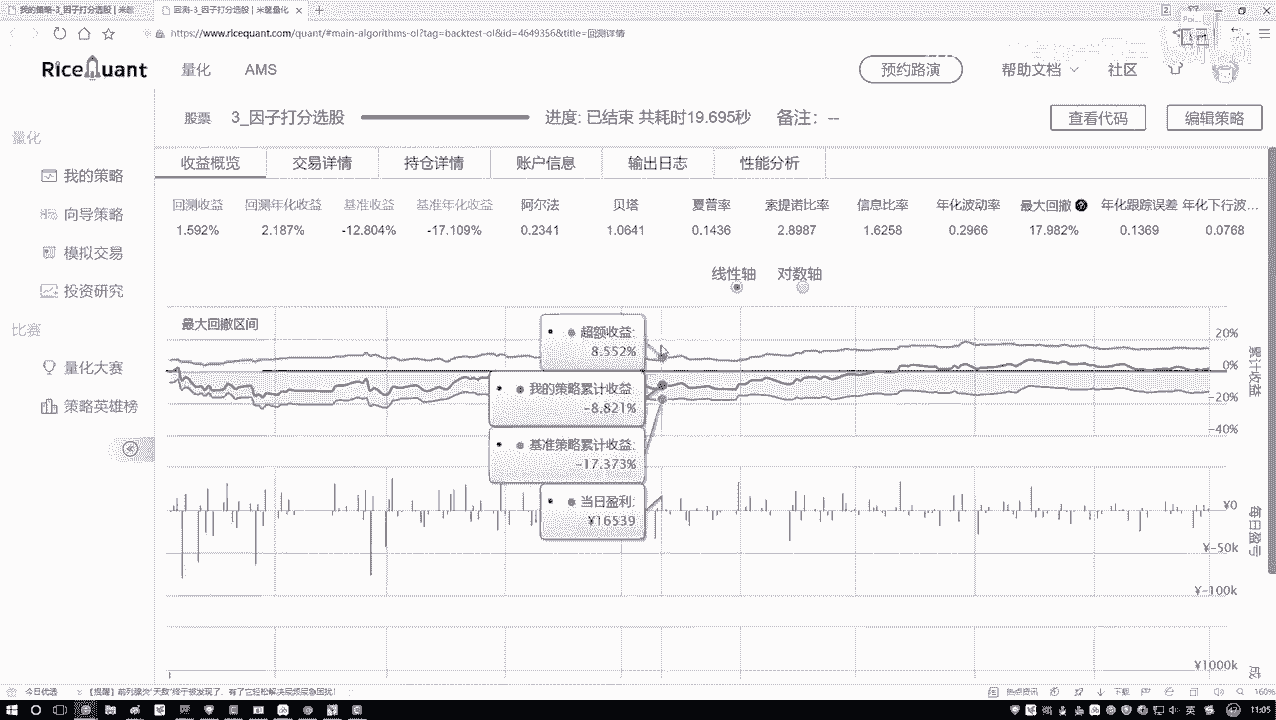 我的策略-3_因子打分选股 | 米筐
回测-3_因子打分选股 | 米筐量化
https://www.ricequant.com/quant/#main-algorithms-ol?tag=backtest-ol&id=4649356&title=回测详情
RiceQuant 量化 AMS 预约路演 帮助文档 社区
股票 3_因子打分选股 进度: 已结束 共耗时19.695秒 备注: -- 查看代码 编辑策略
量化
我的策略
向导策略
模拟交易
投资研究
比赛
量化大赛
策略英雄榜
收益概览 交易详情 持仓详情 账户信息 输出日志 性能分析
回测收益 回测年化收益 基准收益 基准年化收益 阿尔法 贝塔 夏普率 索提诺比率 信息比率 年化波动率 最大回撤 年化跟踪误差 年化下行波...
1.592% 2.187% -12.804% -17.109% 0.2341 1.0641 0.1436 2.8987 1.6258 0.2966 17.982% 0.1369 0.0768
线性轴 对数轴
最大回撤区间
超额收益:
8.552%
我的策略累计收益
-8.821%
基准策略累计收益:
-17.373%
当日盈利:
¥16539
20%
0%
-20%
-40%
累计收益
¥0
¥-50k
¥-100k
每日盈亏
¥1000k
今日优选
热点资讯
下载
160%
英
11:05